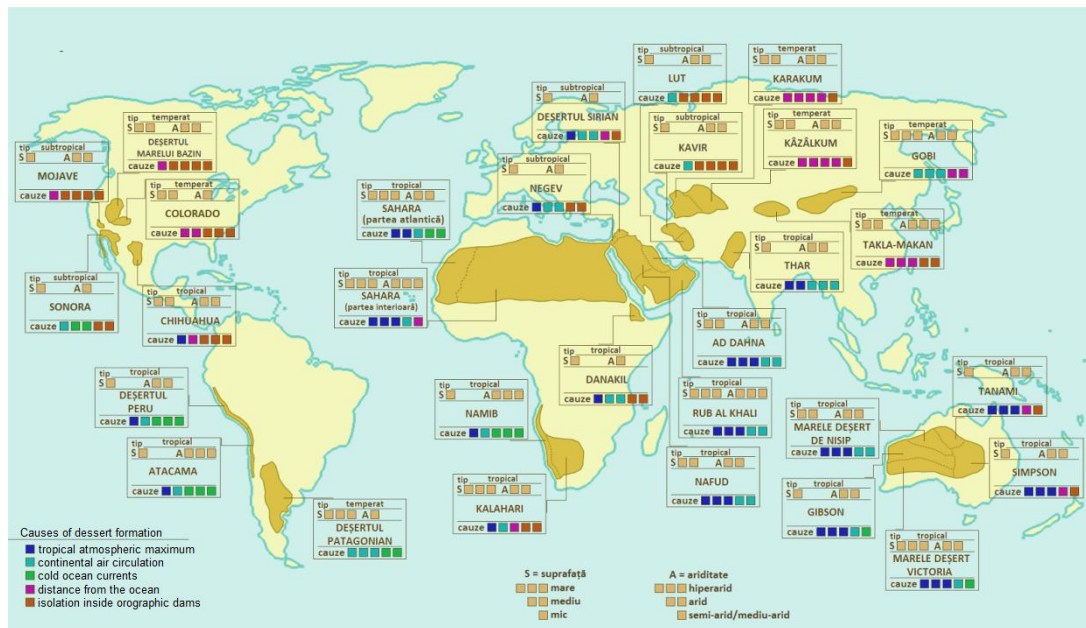 tip subtropical
S A
LUT
cauze
tip temperat
S A
KARAKUM
cauze
tip subtropical
S A
DEȘERTUL SIRIAN
cauze
tip temperat
S A
DEȘERTUL
MARELUI BAZIN
cauze
tip subtropical
S A
KAVIR
cauze
tip temperat
S A
KÂZÂLKUM
cauze
tip temperat
S A
GOBI
cauze
tip subtropical
S A
MOJAVE
cauze
tip temperat
S A
COLORADO
cauze
tip tropical
S A
SAHARA
(partea atlantică)
cauze
tip subtropical
S A
NEGEV
cauze
tip temperat
S A
TAKLA-MAKAN
cauze
tip tropical
S A
THAR
cauze
tip subtropical
S A
SONORA
cauze
tip tropical
S A
CHIHUAHUA
cauze
tip tropical
S A
SAHARA
(partea interioară)
cauze
tip tropical
S A
AD DAHNA
cauze
tip tropical
S A
DANAKIL
cauze
tip tropical
S A
DEȘERTUL
PERU
cauze
tip tropical
S A
NAMIB
cauze
tip tropical
S A
RUB AL KHALI
cauze
tip tropical
S A
TANAMI
cauze
tip tropical
S A
MARELE DEȘERT
DE NISIP
cauze
tip tropical
S A
ATACAMA
cauze
tip tropical
S A
KALAHARI
cauze
tip tropical
S A
NAFUD
cauze
tip tropical
S A
SIMPSON
cauze
tip tropical
S A
GIBSON
cauze
tip temperat
S A
DEȘERTUL
PATAGONIAN
cauze
tip tropical
S A
MARELE DEȘERT
VICTORIA
cauze
Causes of dessert formation
tropical atmospheric maximum
continental air circulation
cold ocean currents
distance from the ocean
isolation inside orographic dams
S = suprafață
mare
mediu
mic
A = ariditate
hiperarid
arid
semi-arid/mediu-arid